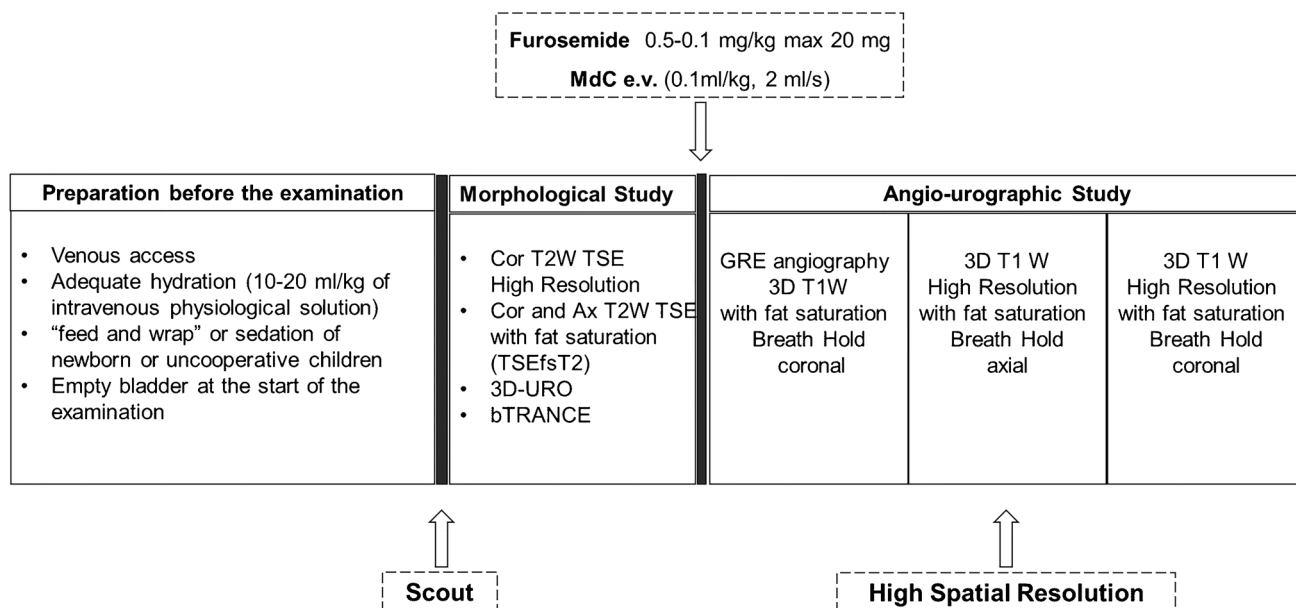 Furosemide 0.5-0.1 mg/kg max 20 mg
MdC e.v. (0.1ml/kg, 2 ml/s)
Preparation before the examination
• Venous access
• Adequate hydration (10-20 ml/kg of
intravenous physiological solution)
• “feed and wrap” or sedation of
newborn or uncooperative children
• Empty bladder at the start of the
examination
Morphological Study
• Cor T2W TSE
High Resolution
• Cor and Ax T2W TSE
with fat saturation
(TSEfsT2)
• 3D-URO
• bTRANCE
Angio-urographic Study
GRE angiography
3D T1W
with fat saturation
Breath Hold
coronal
3D T1 W
High Resolution
with fat saturation
Breath Hold
axial
3D T1 W
High Resolution
with fat saturation
Breath Hold
coronal
Scout
High Spatial Resolution